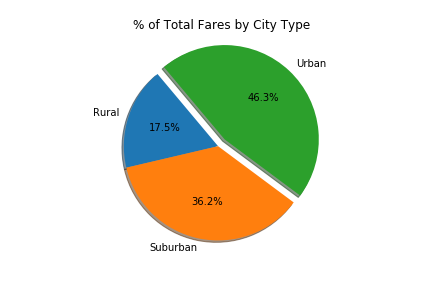 % of Total Fares by City Type
Urban
46.3%
Rural
17.5%
36.2%
Suburban